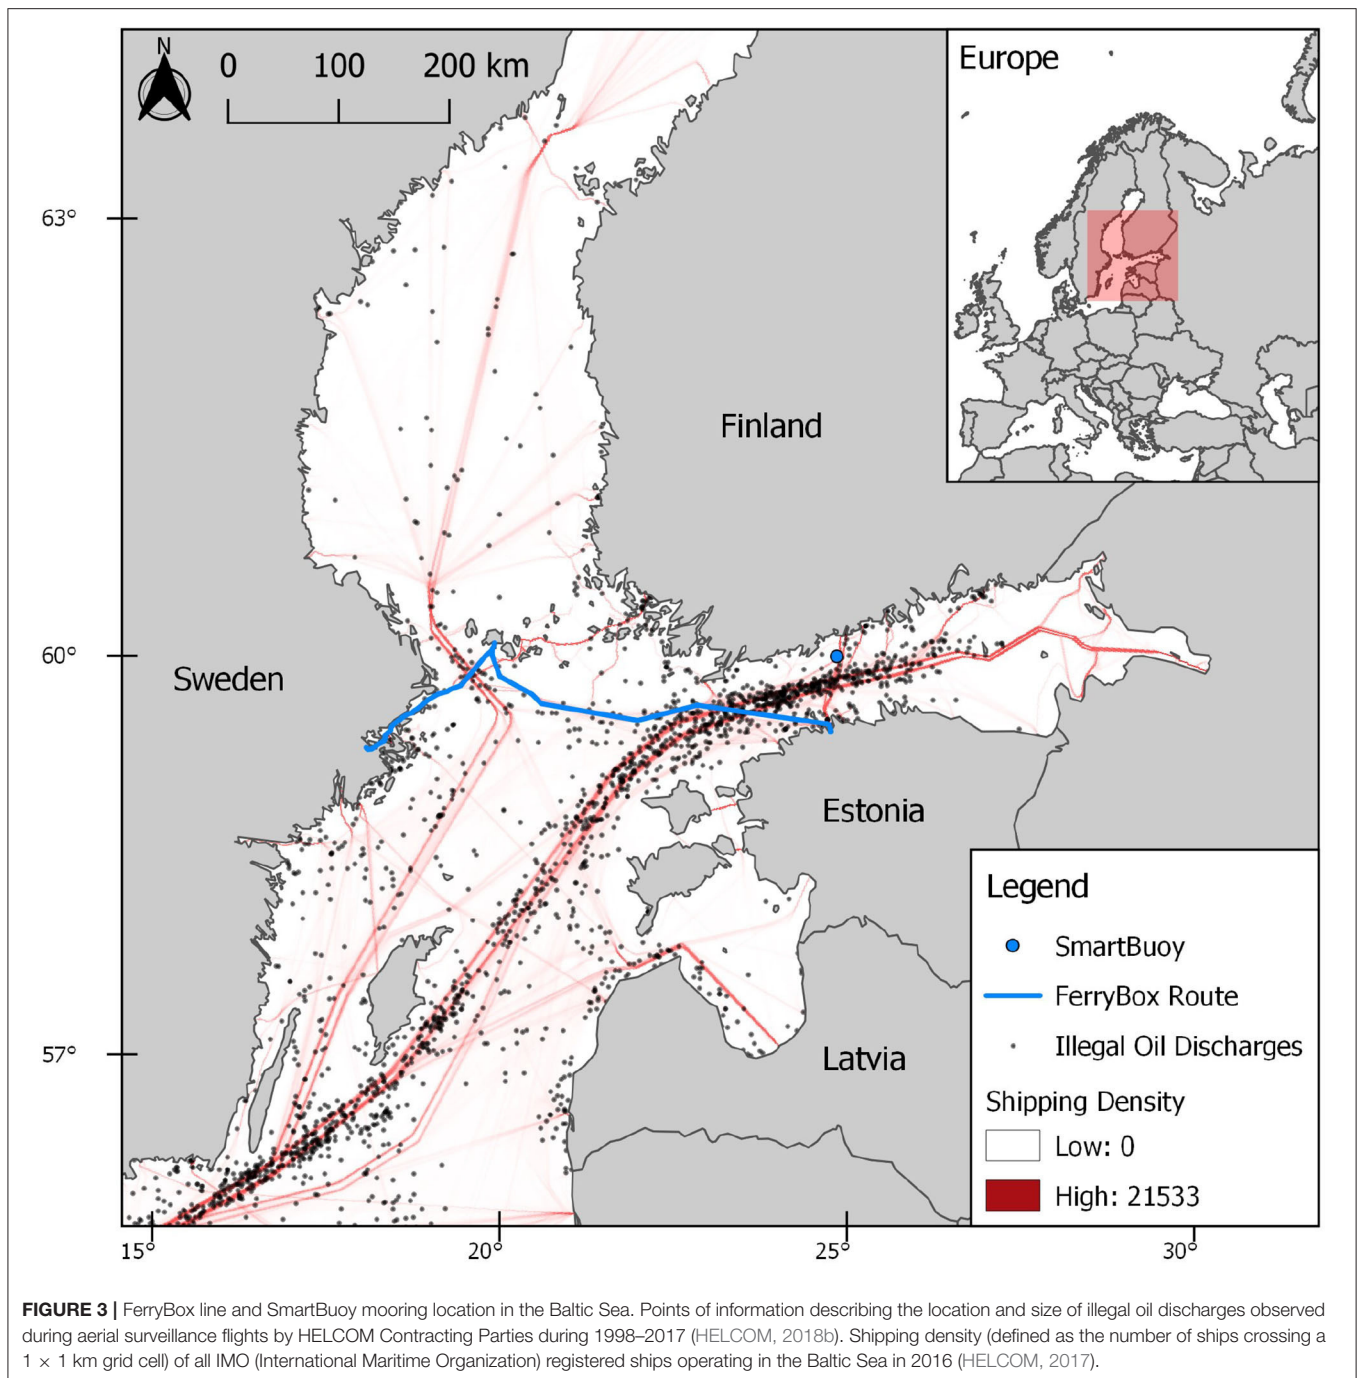 N
0 100 200 km
Europe
63°
Finland
60°
Sweden
Estonia
Legend
SmartBuoy
FerryBox Route
57°
Latvia
Illegal Oil Discharges
Shipping Density
Low: 0
High: 21533
15° 20° 25° 30°
FIGURE 3 | FerryBox line and SmartBuoy mooring location in the Baltic Sea. Points of information describing the location and size of illegal oil discharges observed
during aerial surveillance flights by HELCOM Contracting Parties during 1998–2017 (HELCOM, 2018b). Shipping density (defined as the number of ships crossing a
1 × 1 km grid cell) of all IMO (International Maritime Organization) registered ships operating in the Baltic Sea in 2016 (HELCOM, 2017).